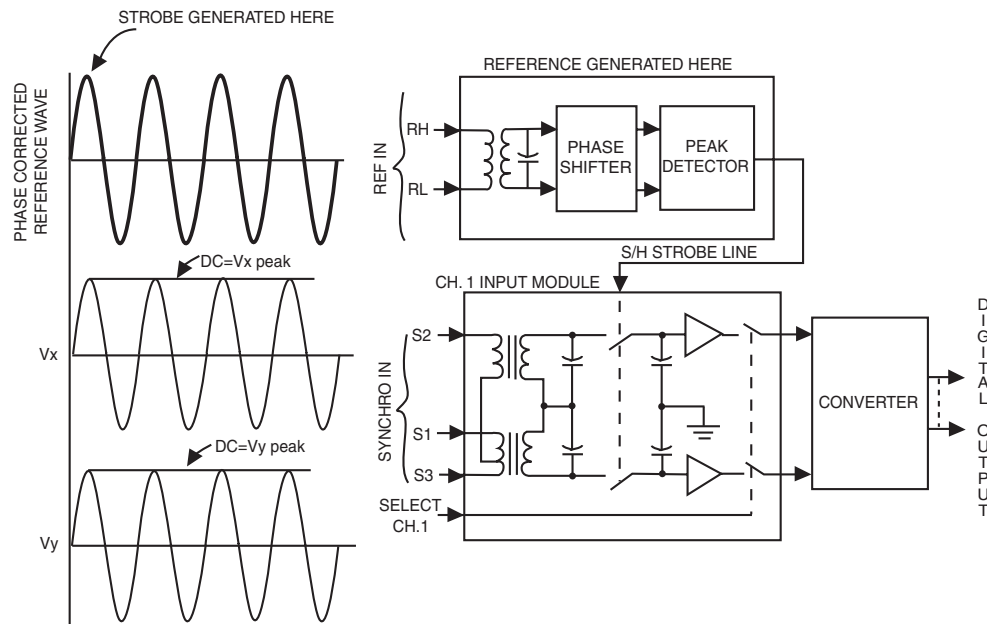 STROBE GENERATED HERE
PHASE CORRECTED
REFERENCE WAVE
DC=Vx peak
Vx
DC=Vy peak
Vy
REFERENCE GENERATED HERE
REF IN
RH
RL
PHASE
SHIFTER
PEAK
DETECTOR
S/H STROBE LINE
CH. 1 INPUT MODULE
SYNCHRO IN
S2
S1
S3
SELECT
CH.1
CONVERTER
DIGITAL OUTPUT